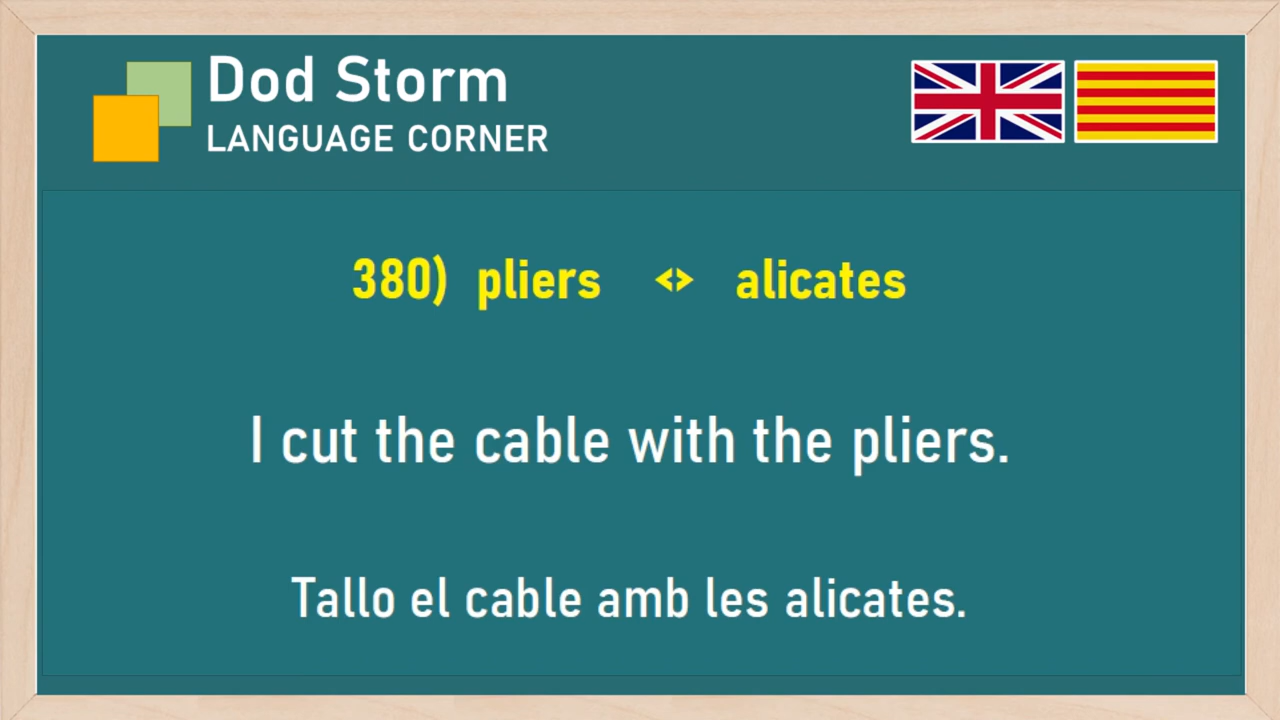 Dod Storm
LANGUAGE CORNER
380) pliers <> alicates
I cut the cable with the pliers.
Tallo el cable amb les alicates.